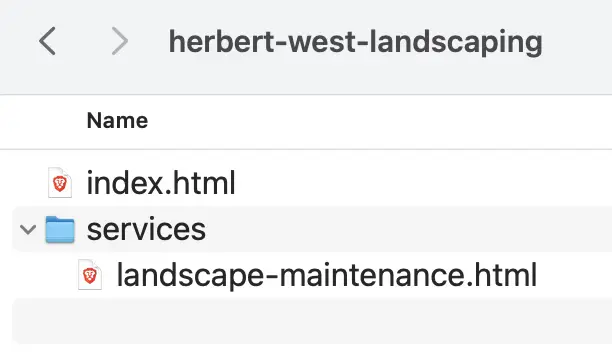 herbert-west-landscaping
Name
index.html
services
landscape-maintenance.html